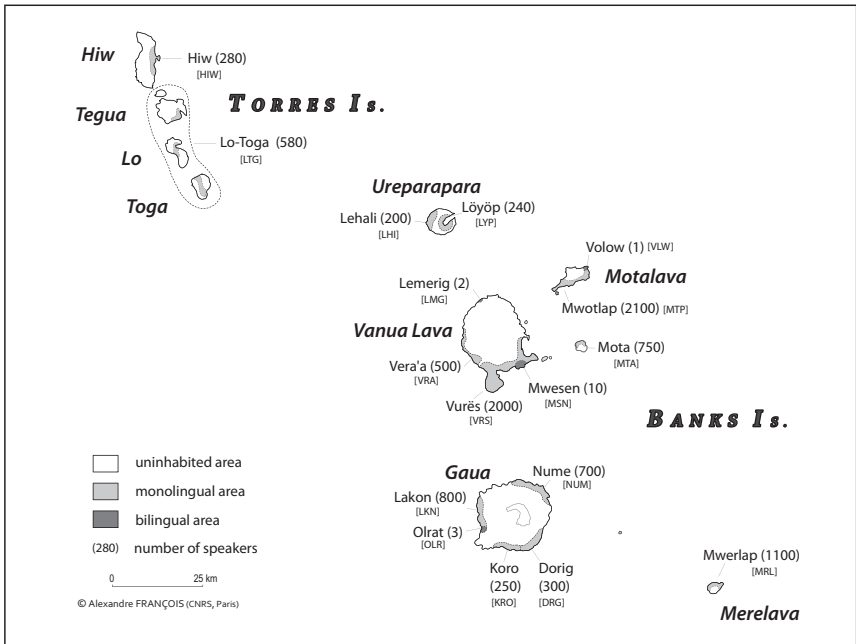 Hiw
Hiw (280)
[HIW]
Tegua
TORRES IS.
Lo-Toga (580)
[LTG]
Lo
Toga
Ureparapara
Lehali (200)
[LHI]
Löyöp (240)
[LYP]
Volow (1) [VLW]
Motalava
Mwotlap (2100) [MTP]
Lemerig (2)
[LMG]
Vanua Lava
Mota (750)
[MTA]
Vera'a (500)
[VRA]
Mwesen (10)
[MSN]
Vurës (2000)
[VRS]
BANKS IS.
Gaua
Nume (700)
[NUM]
Lakon (800)
[LKN]
Olrat (3)
[OLR]
Koro
(250)
[KRO]
Dorig
(300)
[DRG]
Mwerlap (1100)
[MRL]
Merelava
uninhabited area
monolingual area
bilingual area
(280) number of speakers
0 25 km
© Alexandre FRANÇOIS (CNRS, Paris)